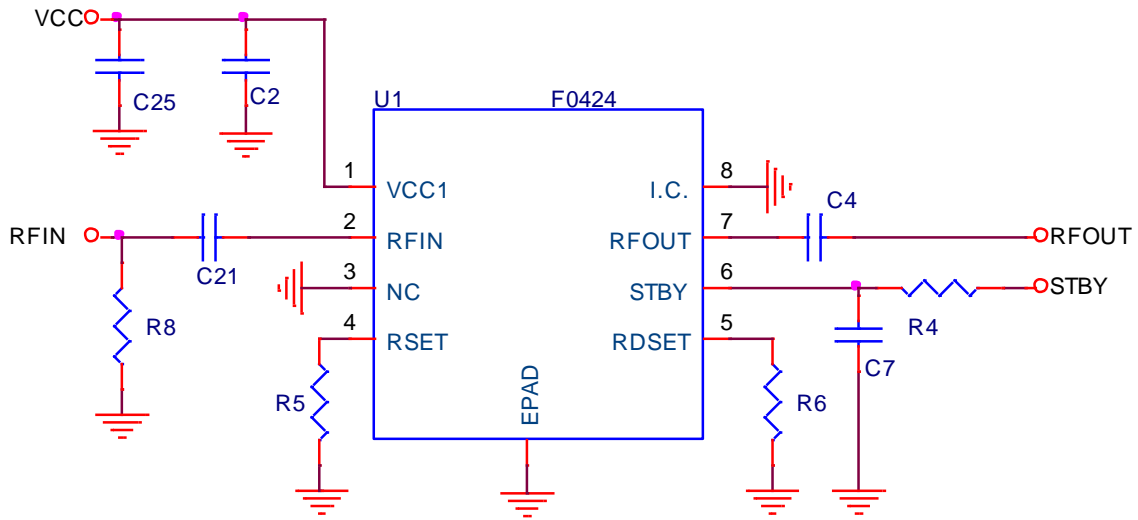 VCC
C25
C2
U1
F0424
1
VCC1
8
I.C.
C4
RFIN
2
RFIN
7
RFOUT
RFOUT
C21
3
NC
6
STBY
STBY
R8
4
RSET
5
RDSET
R4
C7
R5
EPAD
R6